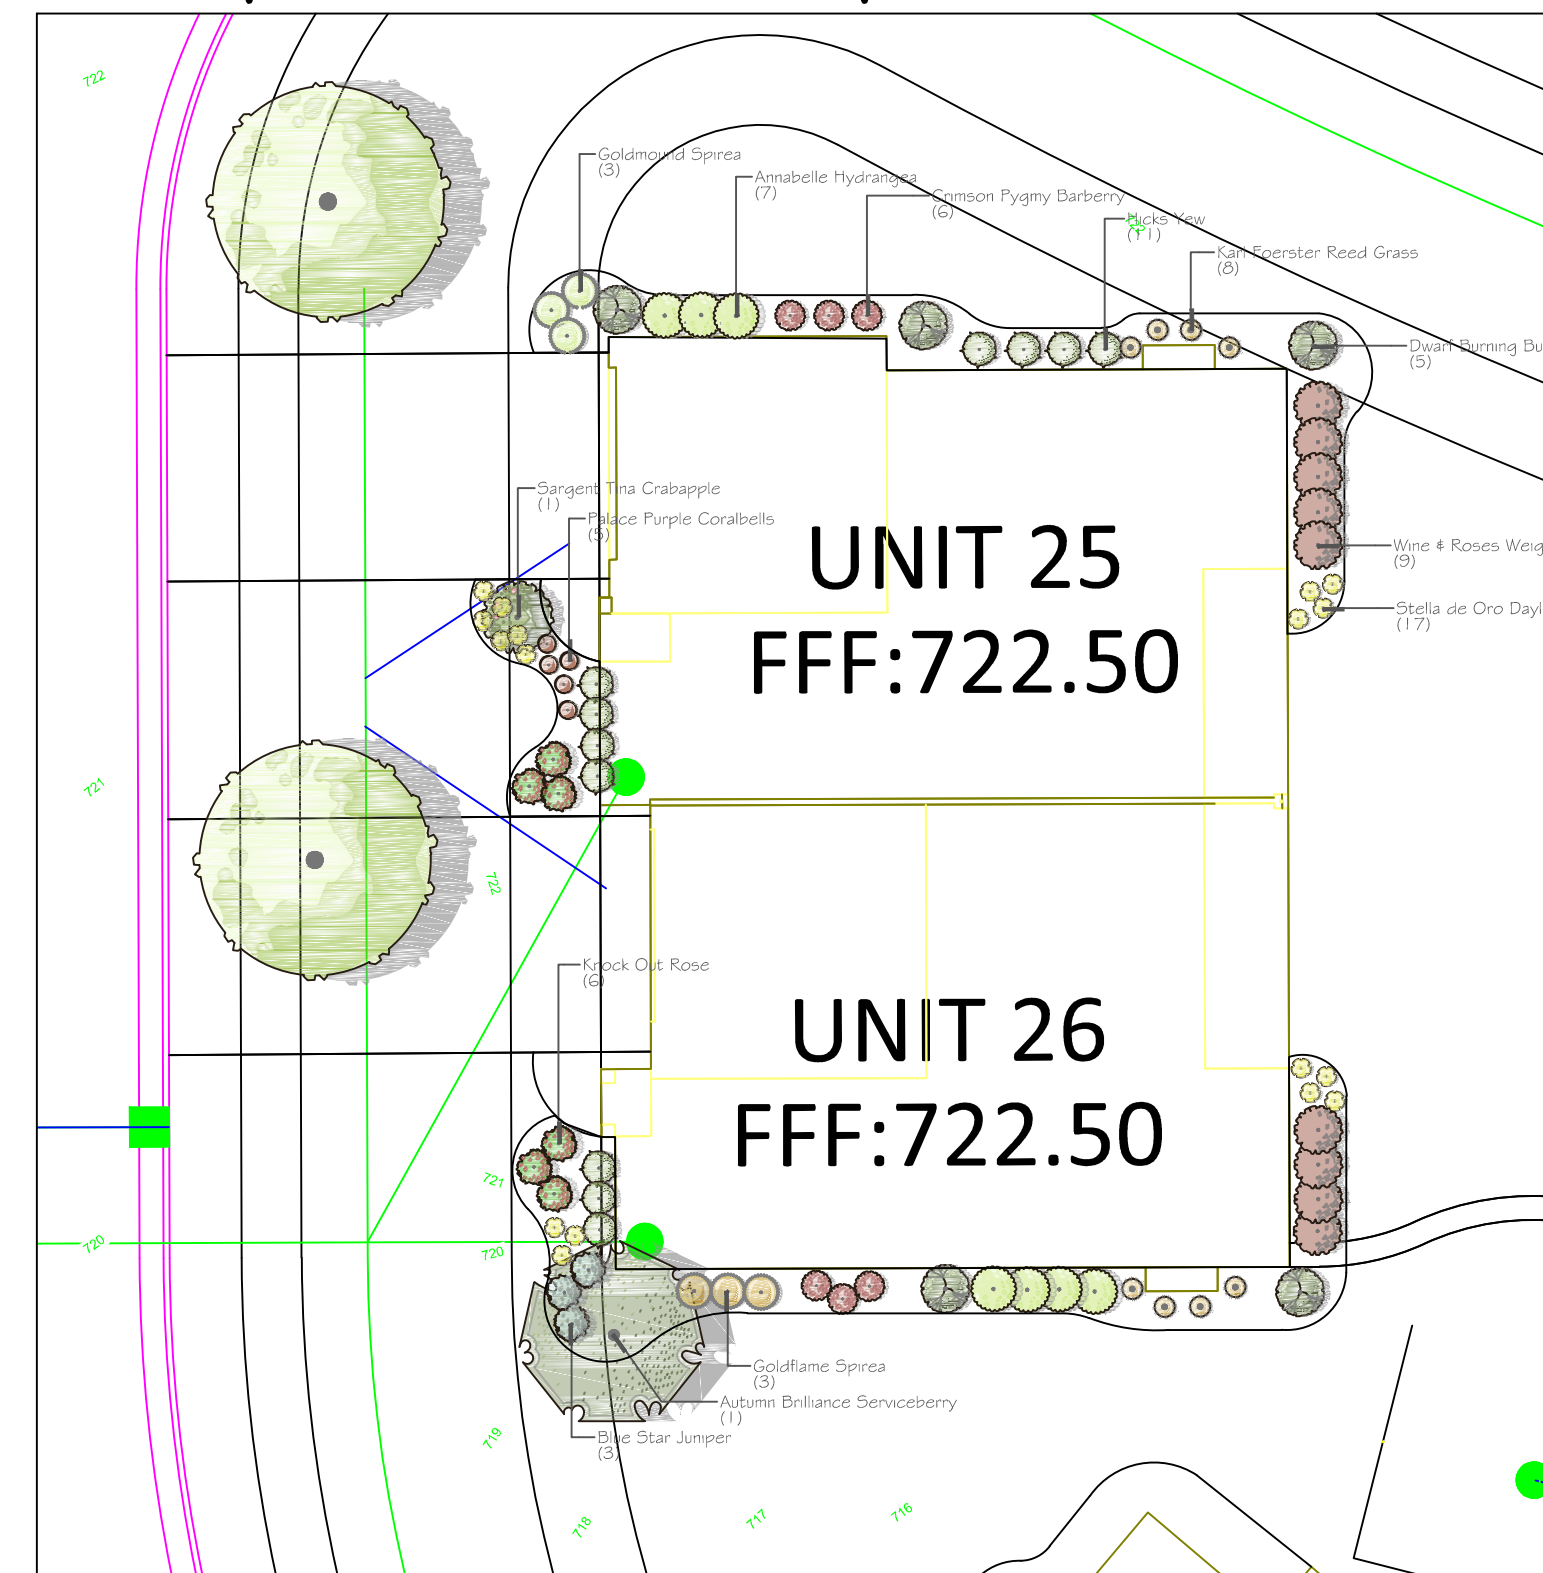 722
Goldmound Spirea
(3)
Annabelle Hydrangea
(7)
Crimson Pygmy Barberry
(6)
Hicks Yew
(11)
Karl Foerster Reed Grass
(8)
Dwarf Burning Bu
(5)
Sargent Tina Crabapple
(1)
Palace Purple Coralbells
(5)
UNIT 25
FFF:722.50
Wine & Roses Weig
(9)
Stella de Oro Dayl
(17)
721
722
Knock Out Rose
(6)
UNIT 26
FFF:722.50
721
720
720
Goldflame Spirea
(3)
Autumn Brilliance Serviceberry
(1)
Blue Star Juniper
(3)
719
718
717
716